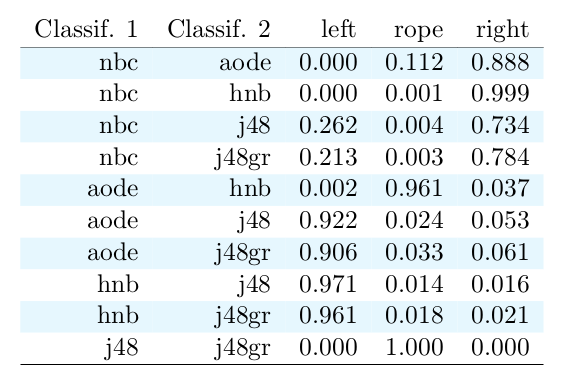 Classif. 1 Classif. 2 left rope right
nbc aode 0.000 0.112 0.888
nbc hnb 0.000 0.001 0.999
nbc j48 0.262 0.004 0.734
nbc j48gr 0.213 0.003 0.784
aode hnb 0.002 0.961 0.037
aode j48 0.922 0.024 0.053
aode j48gr 0.906 0.033 0.061
hnb j48 0.971 0.014 0.016
hnb j48gr 0.961 0.018 0.021
j48 j48gr 0.000 1.000 0.000